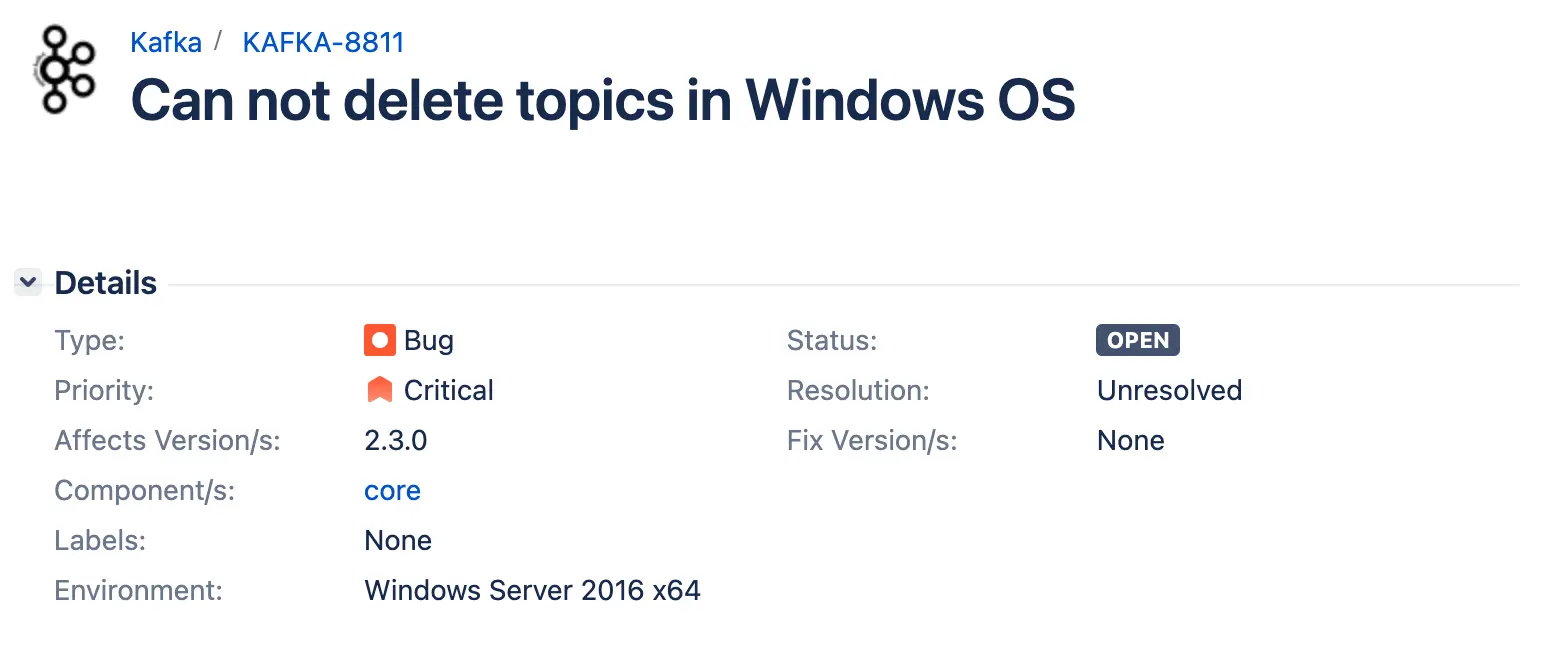 Kafka / KAFKA-8811
Can not delete topics in Windows OS
Details
Type: Bug Status: OPEN
Priority: Critical Resolution: Unresolved
Affects Version/s: 2.3.0 Fix Version/s: None
Component/s: core
Labels: None
Environment: Windows Server 2016 x64